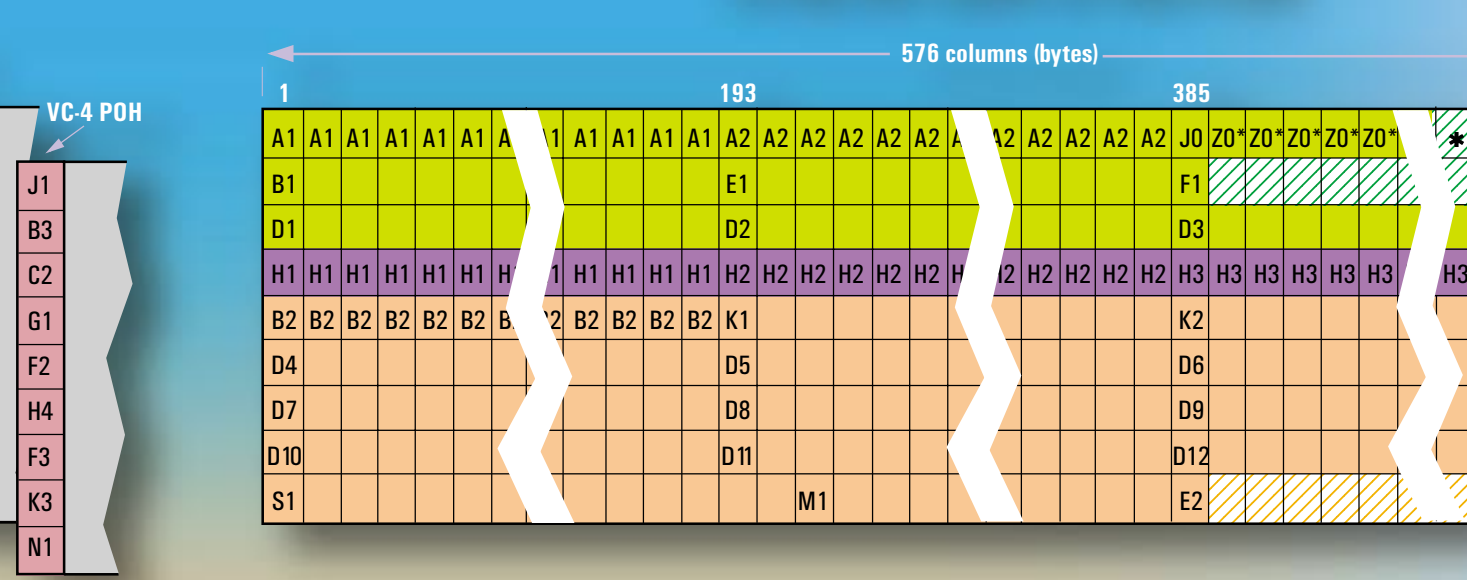 576 columns (bytes)
1 193 385
VC-4 POH
J1
B3
C2
G1
F2
H4
F3
K3
N1
A1 A1 A1 A1 A1 A1 A1 A1 A1 A1 A2 A2 A2 A2 A2 A2 A2 A2 A2 A2 A2 J0 Z0* Z0* Z0* Z0* Z0* *
B1 E1 F1
D1 D2 D3
H1 H1 H1 H1 H1 H1 H1 H1 H1 H1 H2 H2 H2 H2 H2 H2 H2 H2 H2 H2 H3 H3 H3 H3 H3 H3 H3
B2 B2 B2 B2 B2 B2 B2 B2 B2 B2 K1 K2
D4 D5 D6
D7 D8 D9
D10 D11 D12
S1 M1 E2